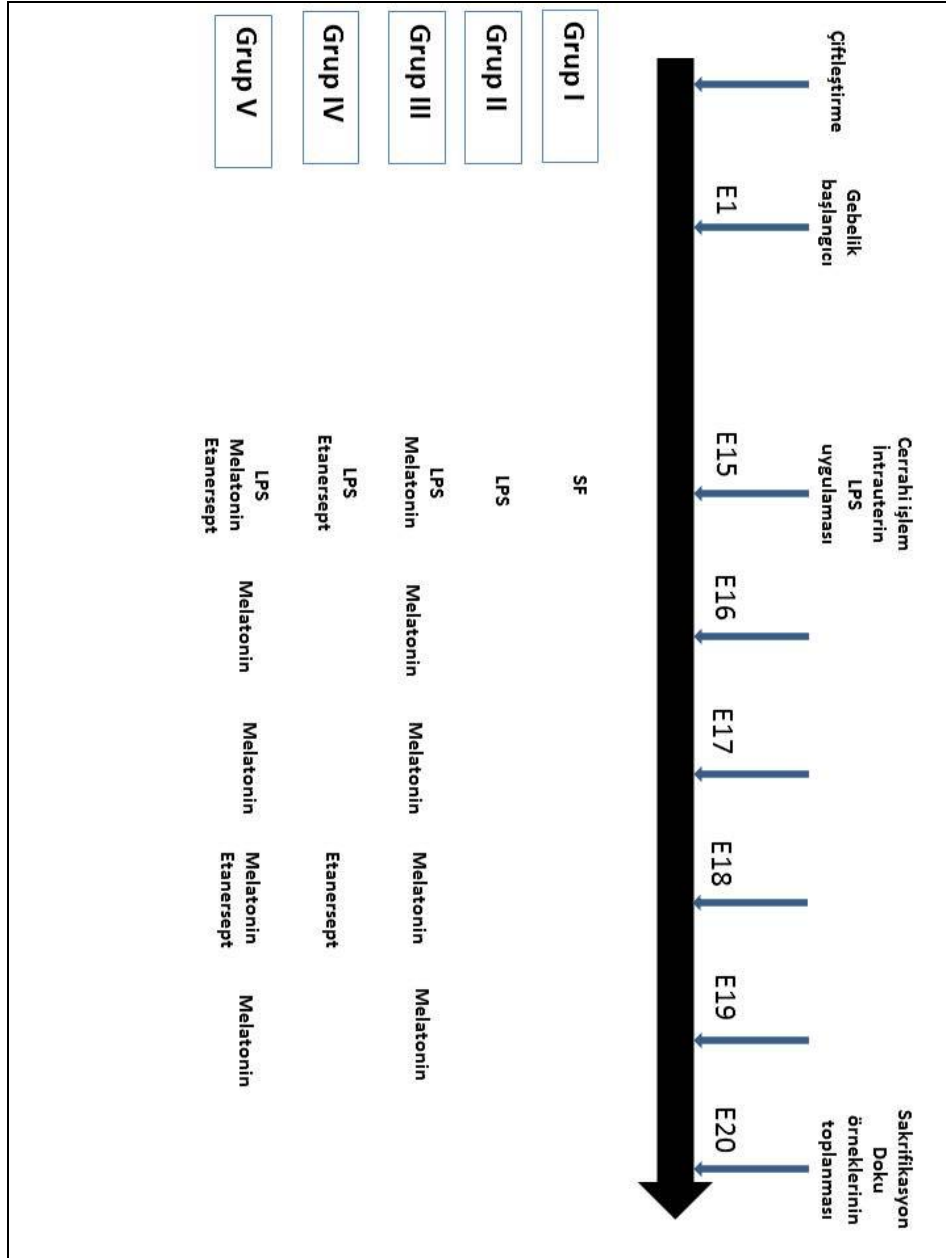 Çiftleştirme
Gebelik
başlangıcı
Cerrahi işlem
İntrauterin
LPS
uygulaması
Sakrifikasyon
Doku
örneklerinin
toplanması
E1
E15
E16
E17
E18
E19
E20
Grup I
SF
Grup II
LPS
Grup III
LPS
Melatonin
Melatonin
Melatonin
Melatonin
Melatonin
Grup IV
LPS
Etanersept
Etanersept
Grup V
LPS
Melatonin
Etanersept
Melatonin
Melatonin
Melatonin
Etanersept
Melatonin